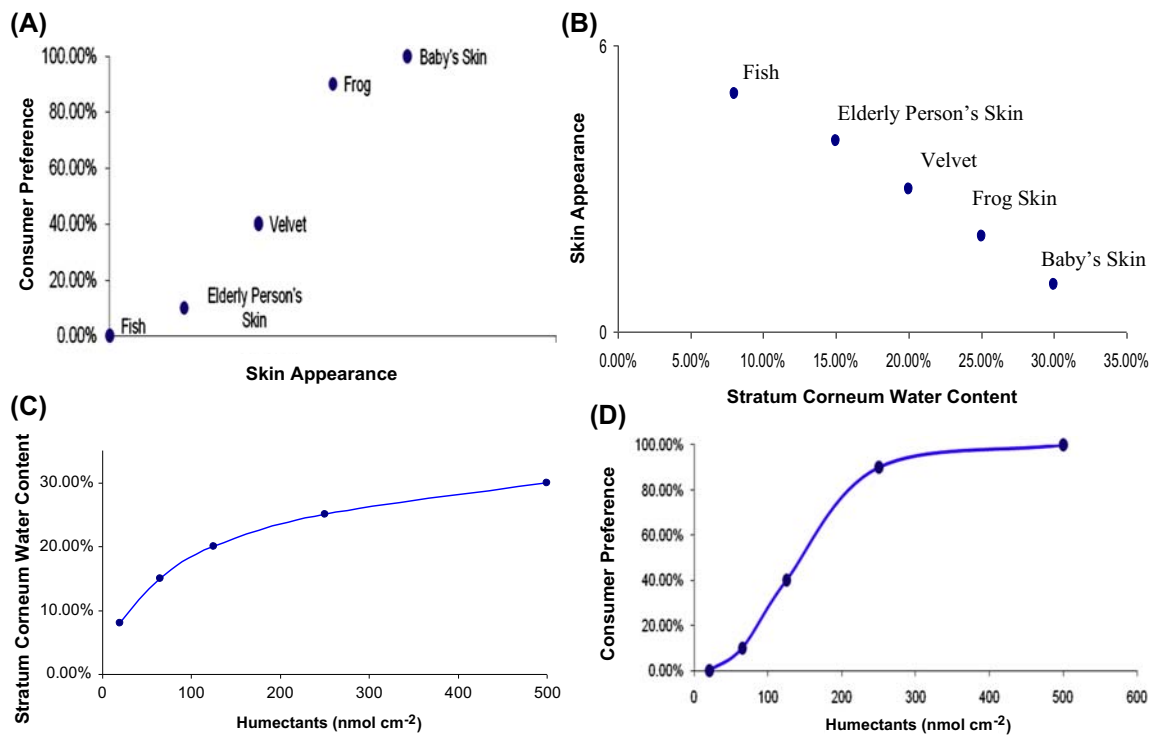 (A)
Consumer Preference
100.00%
80.00%
60.00%
40.00%
20.00%
0.00%
Baby's Skin
Frog
Velvet
Elderly Person's
Skin
Fish
Skin Appearance
(B)
Skin Appearance
6
0
Fish
Elderly Person's Skin
Velvet
Frog Skin
Baby's Skin
0.00% 5.00% 10.00% 15.00% 20.00% 25.00% 30.00% 35.00%
Stratum Corneum Water Content
(C)
Stratum Corneum Water Content
30.00%
20.00%
10.00%
0.00%
0 100 200 300 400 500
Humectants (nmol cm-2)
(D)
Consumer Preference
100.00%
80.00%
60.00%
40.00%
20.00%
0.00%
0 100 200 300 400 500 600
Humectants (nmol cm-2)